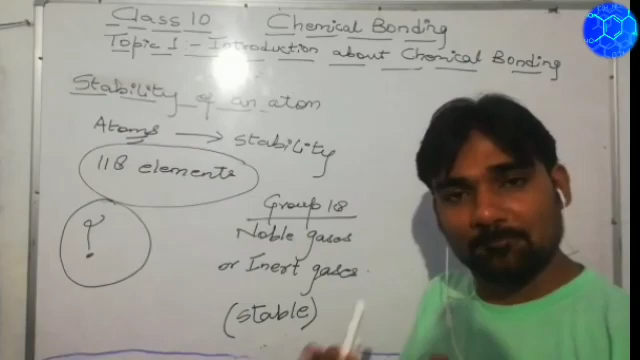 Class 10 Chemical Bonding
Topic 1 - Introduction about Chemical Bonding
Stability of an atom
Atoms → stability
118 elements
?
Group 18
Noble gases
or Inert gases
(stable)